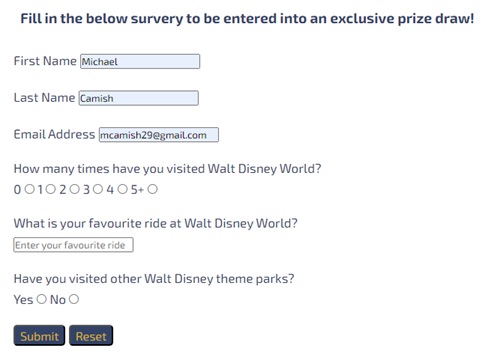 Fill in the below survery to be entered into an exclusive prize draw!
First Name Michael
Last Name Camish
Email Address mcamish29@gmail.com
How many times have you visited Walt Disney World?
0 1 2 3 4 5+
What is your favourite ride at Walt Disney World?
Enter your favourite ride
Have you visited other Walt Disney theme parks?
Yes No
Submit Reset